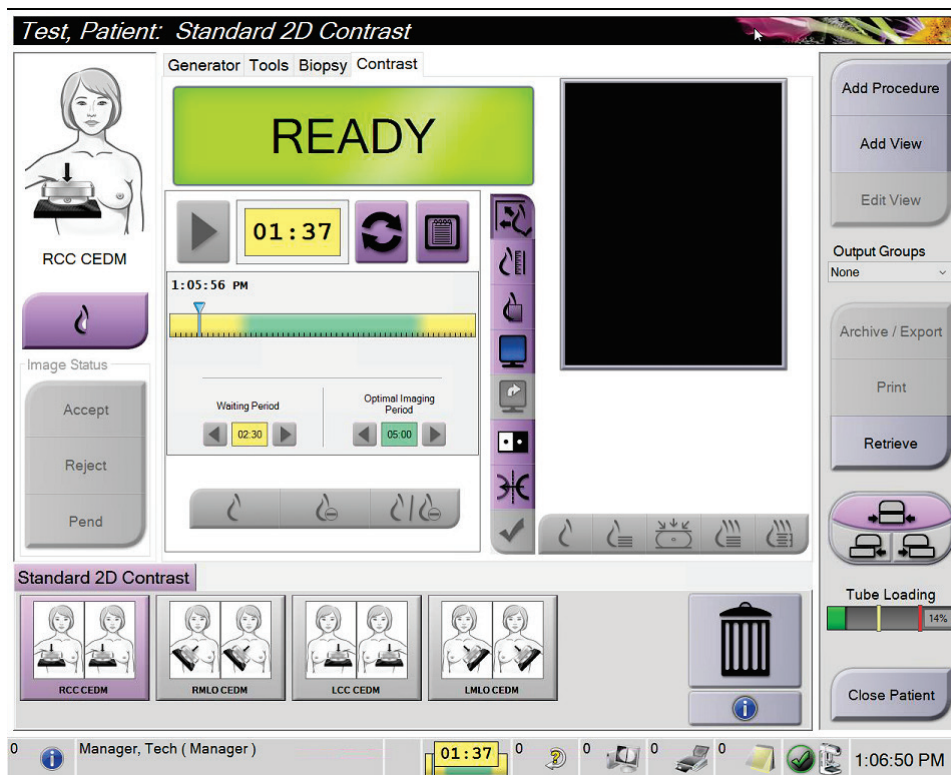 Test, Patient: Standard 2D Contrast
Generator Tools Biopsy Contrast
READY
01:37
1:05:56 PM
Waiting Period
Optimal Imaging
Period
02:30
05:00
RCC CEDM
Image Status
Accept
Reject
Pend
Add Procedure
Add View
Edit View
Output Groups
None
Archive / Export
Print
Retrieve
Tube Loading
14%
Close Patient
Standard 2D Contrast
RCC CEDM
RMLO CEDM
LCC CEDM
LMLO CEDM
0
Manager, Tech ( Manager )
01:37
0
0
0
0
1:06:50 PM